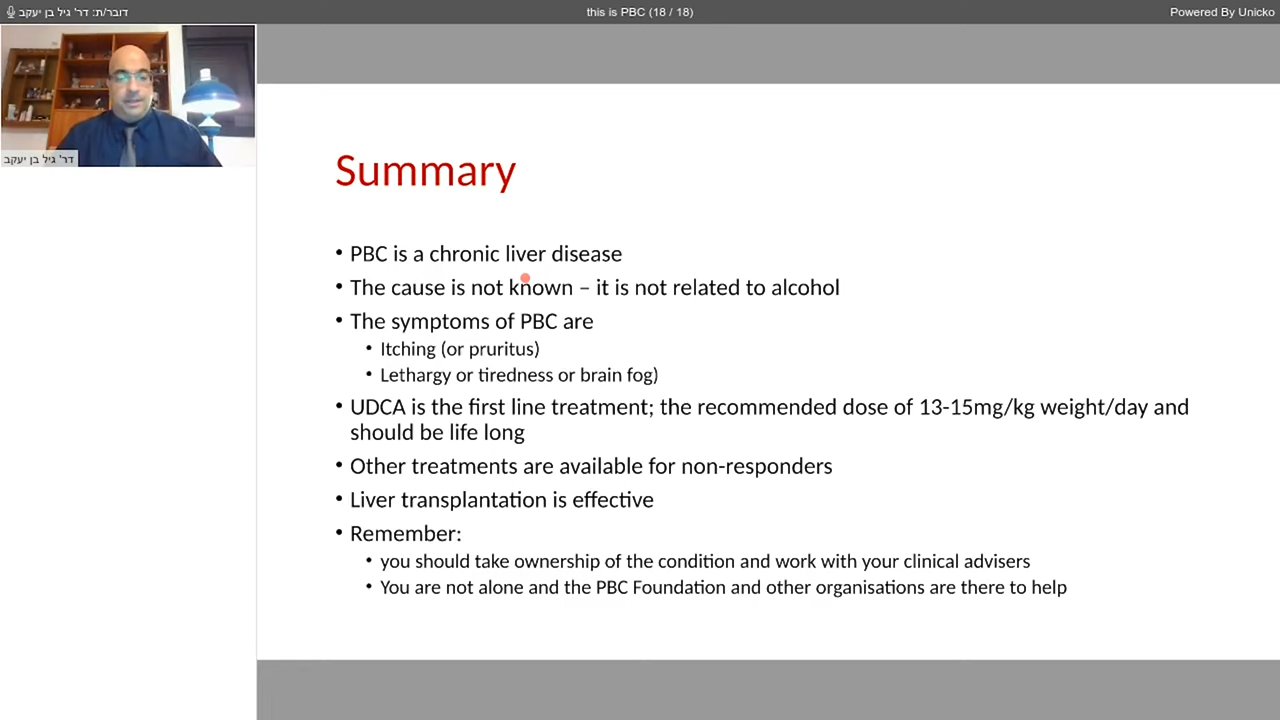 דובר/ת: דר' גיל בן יעקב
this is PBC (18 / 18)
Powered By Unicko
דר' גיל בן יעקב
Summary
• PBC is a chronic liver disease
• The cause is not known – it is not related to alcohol
• The symptoms of PBC are
• Itching (or pruritus)
• Lethargy or tiredness or brain fog)
• UDCA is the first line treatment; the recommended dose of 13-15mg/kg weight/day and
should be life long
• Other treatments are available for non-responders
• Liver transplantation is effective
• Remember:
• you should take ownership of the condition and work with your clinical advisers
• You are not alone and the PBC Foundation and other organisations are there to help